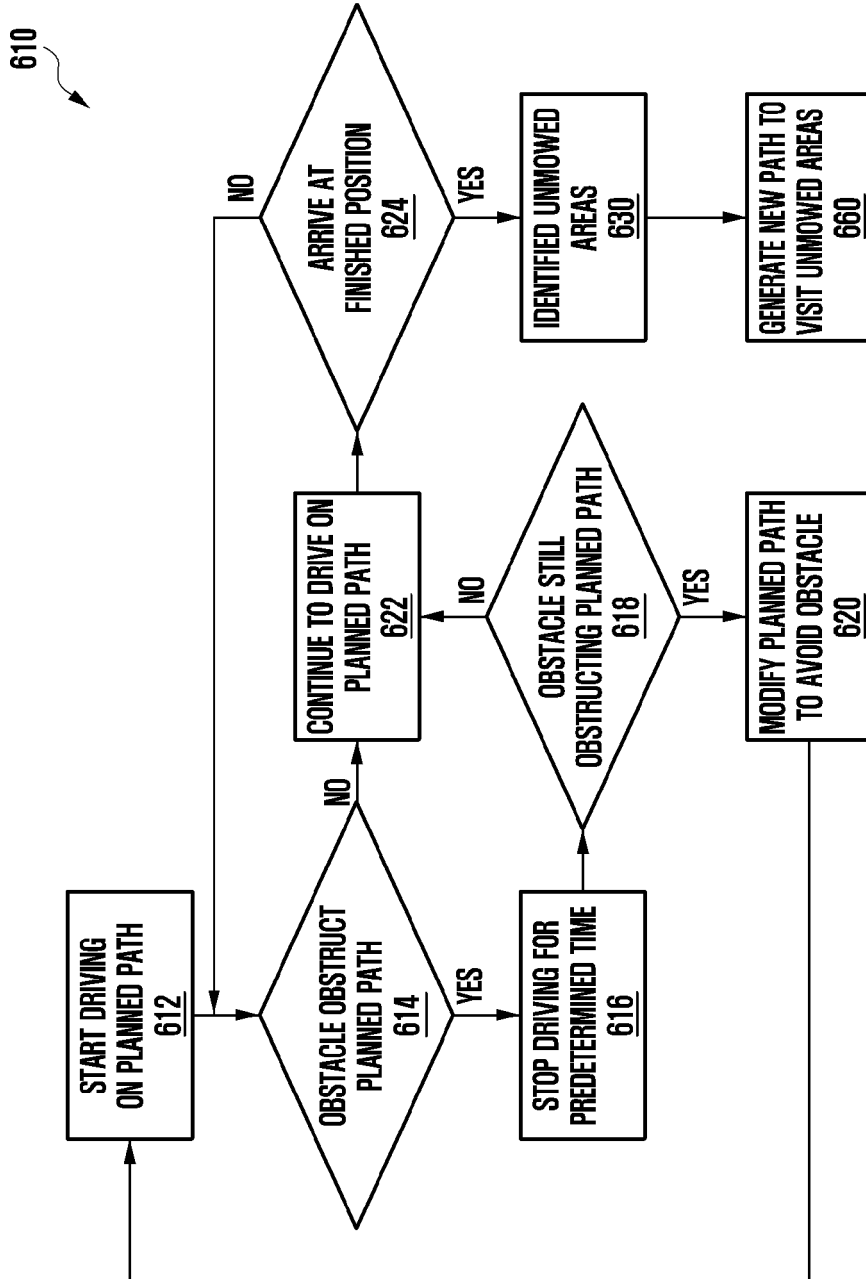 610
START DRIVING
ON PLANNED PATH
612
OBSTACLE OBSTRUCT
PLANNED PATH
614
NO
YES
STOP DRIVING FOR
PREDETERMINED TIME
616
CONTINUE TO DRIVE ON
PLANNED PATH
622
NO
OBSTACLE STILL
OBSTRUCTING PLANNED PATH
618
YES
MODIFY PLANNED PATH
TO AVOID OBSTACLE
620
NO
ARRIVE AT
FINISHED POSITION
624
YES
IDENTIFIED UNMOWED
AREAS
630
GENERATE NEW PATH TO
VISIT UNMOWED AREAS
660